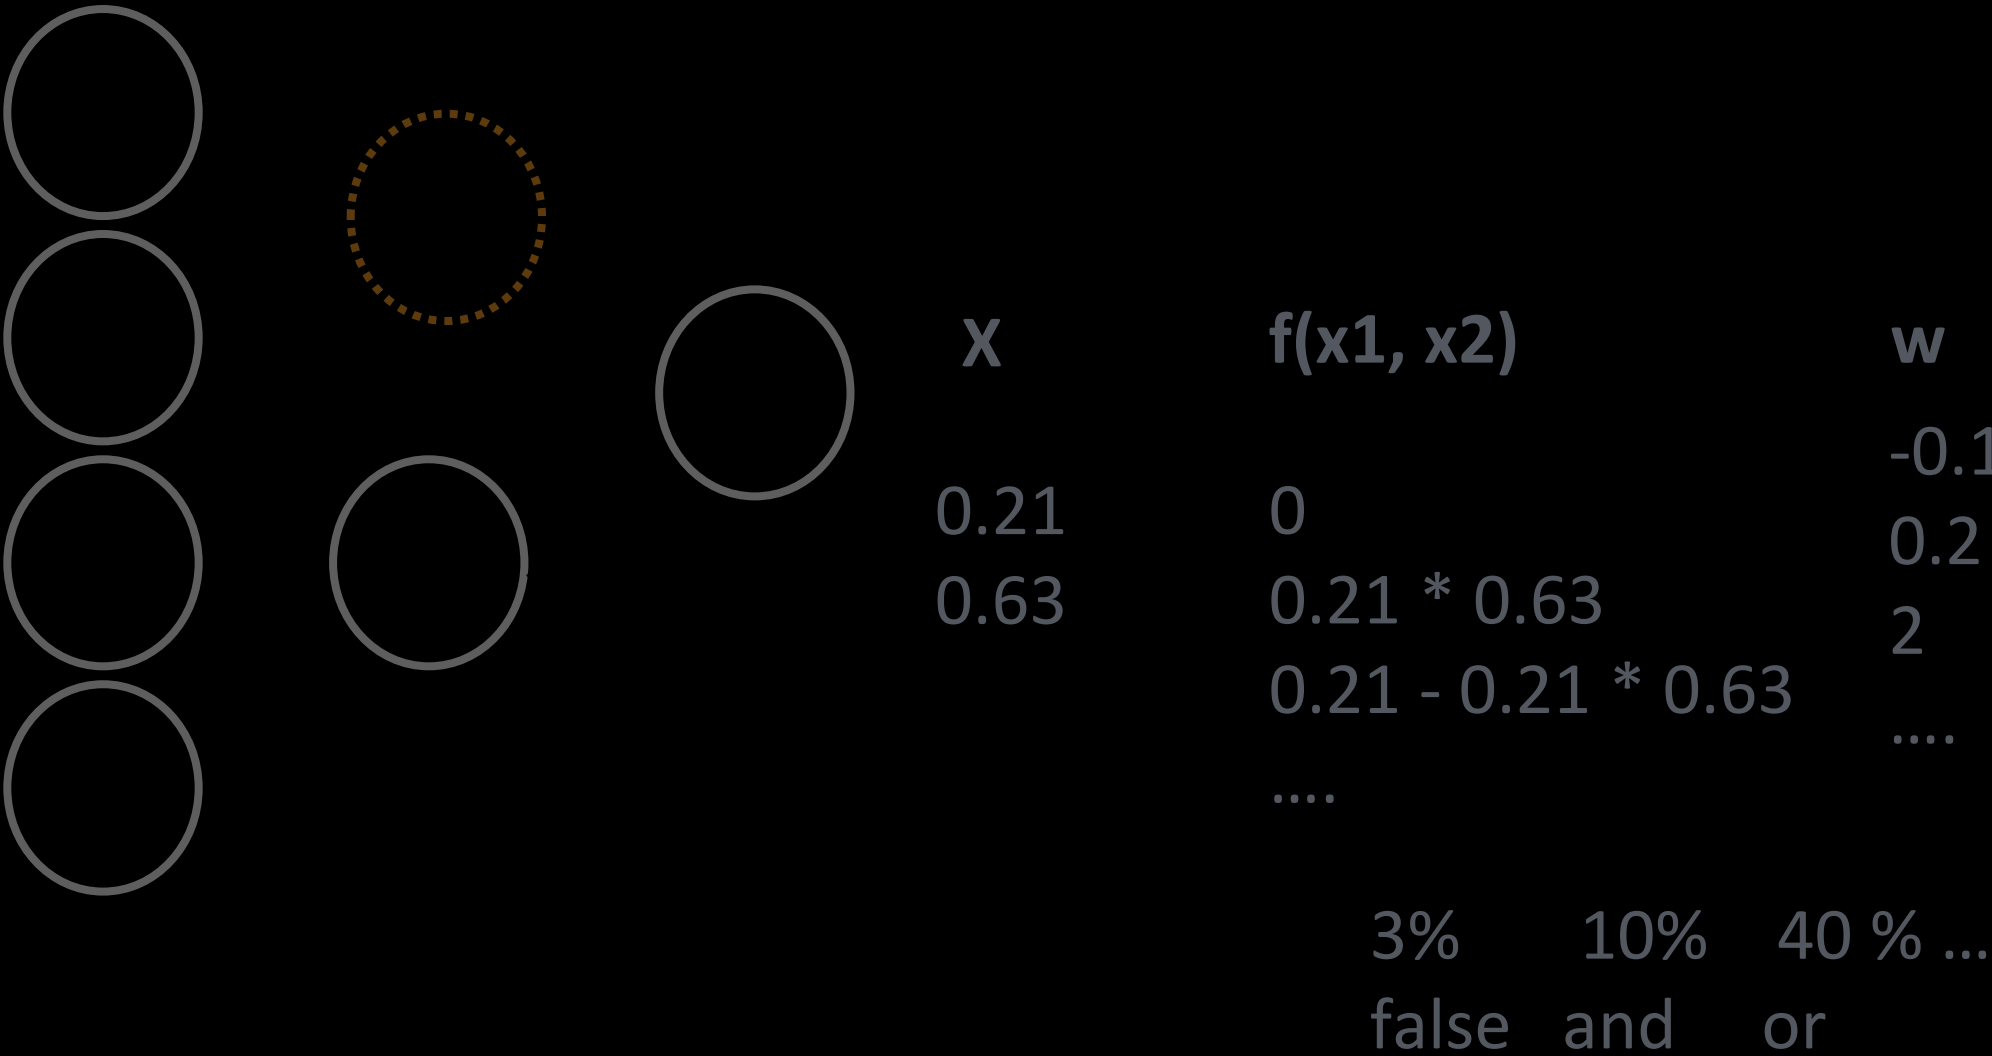 X f(x1, x2) w
-0.1
0.21 0
0.2
0.63 0.21 * 0.63
2
0.21 - 0.21 * 0.63
....
....
3% 10% 40 % ...
false and or